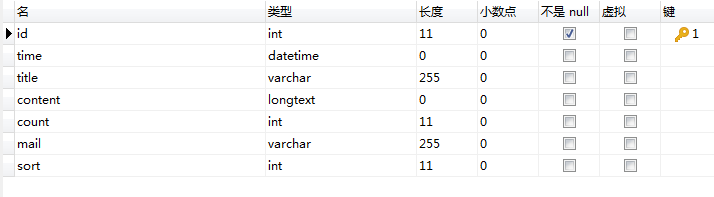 名 类型 长度 小数点 不是 null 虚拟 键
id int 11 0 1
time datetime 0 0
title varchar 255 0
content longtext 0 0
count int 11 0
mail varchar 255 0
sort int 11 0